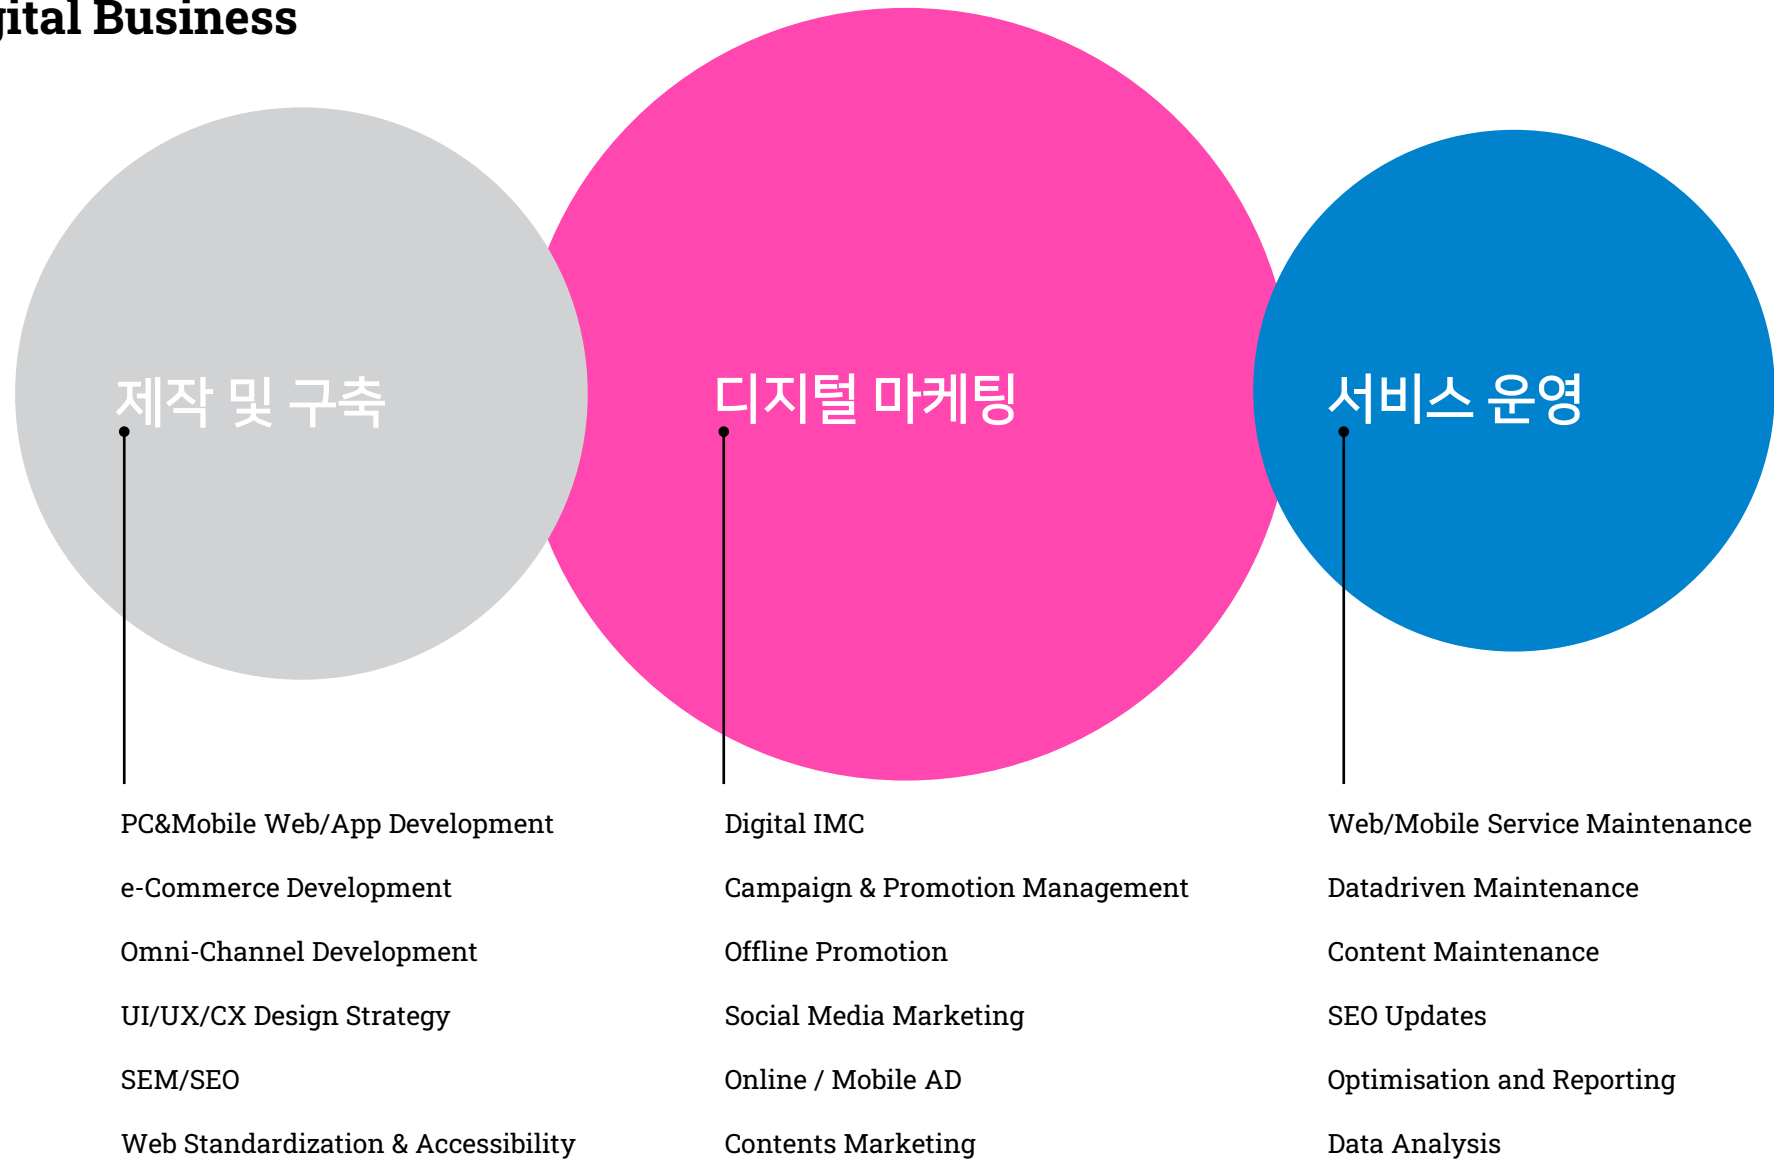 Business
제작 및 구축
디지털 마케팅
서비스 운영
PC&Mobile Web/App Development
e-Commerce Development
Omni-Channel Development
UI/UX/CX Design Strategy
SEM/SEO
Web Standardization & Accessibility
Digital IMC
Campaign & Promotion Management
Offline Promotion
Social Media Marketing
Online / Mobile AD
Contents Marketing
Web/Mobile Service Maintenance
Datadriven Maintenance
Content Maintenance
SEO Updates
Optimisation and Reporting
Data Analysis